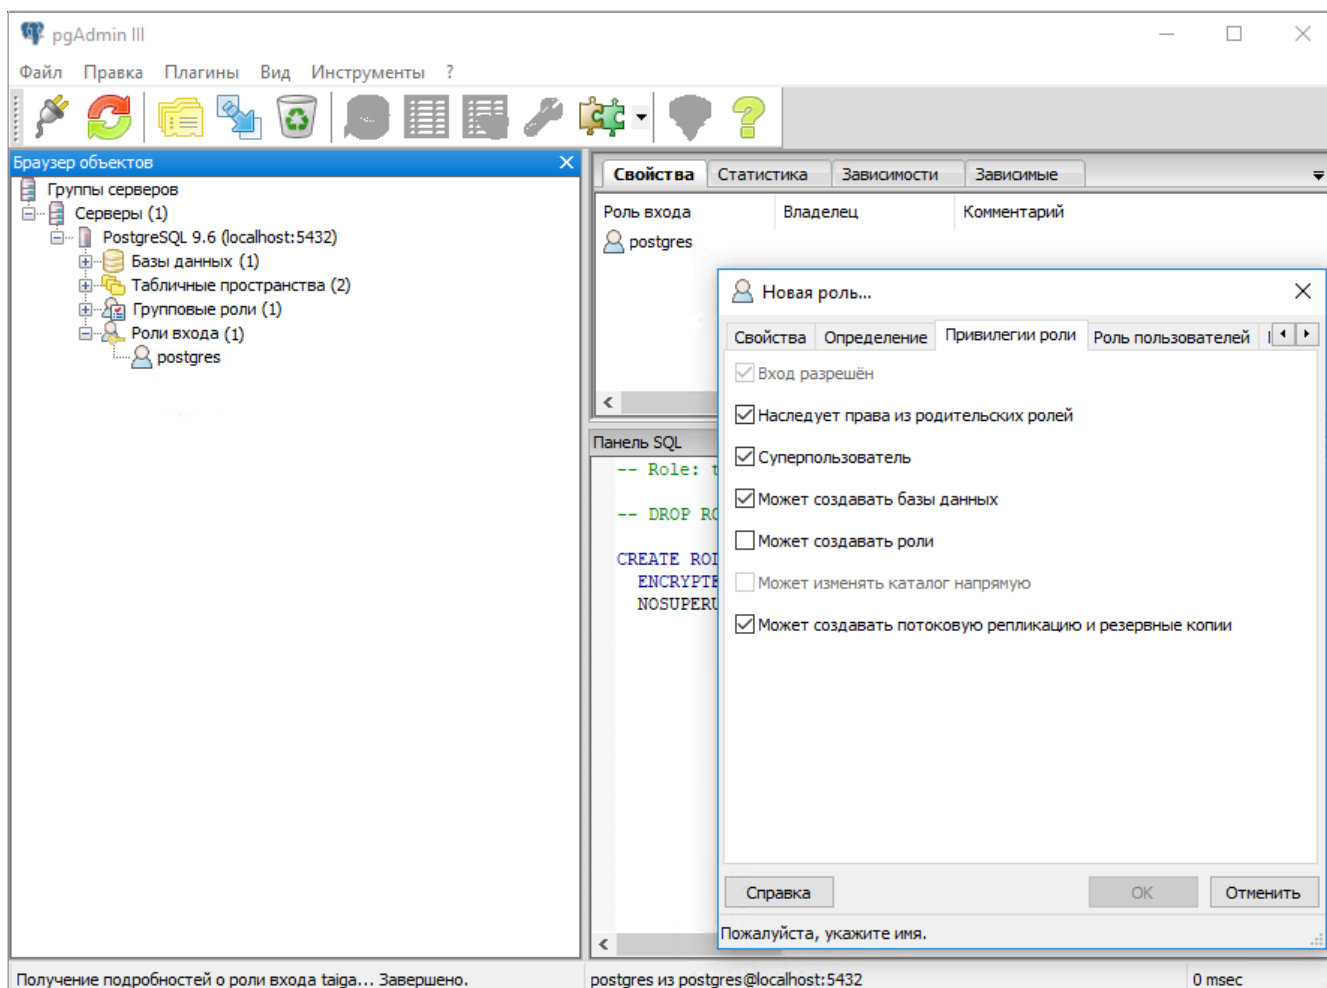 pgAdmin III
Файл Правка Плагины Вид Инструменты ?
Браузер объектов
Группы серверов
Серверы (1)
PostgreSQL 9.6 (localhost:5432)
Базы данных (1)
Табличные пространства (2)
Групповые роли (1)
Роли входа (1)
postgres
Свойства Статистика Зависимости Зависимые
Роль входа Владелец Комментарий
postgres
Панель SQL
-- Role: t
-- DROP RO
CREATE ROL
ENCRYPTE
NOSUPERU
Новая роль...
Свойства Определение Привилегии роли Роль пользователей
Вход разрешён
Наследует права из родительских ролей
Суперпользователь
Может создавать базы данных
Может создавать роли
Может изменять каталог напрямую
Может создавать потоковую репликацию и резервные копии
Справка OK Отменить
Пожалуйста, укажите имя.
Получение подробностей о роли входа taiga... Завершено. postgres из postgres@localhost:5432 0 msec